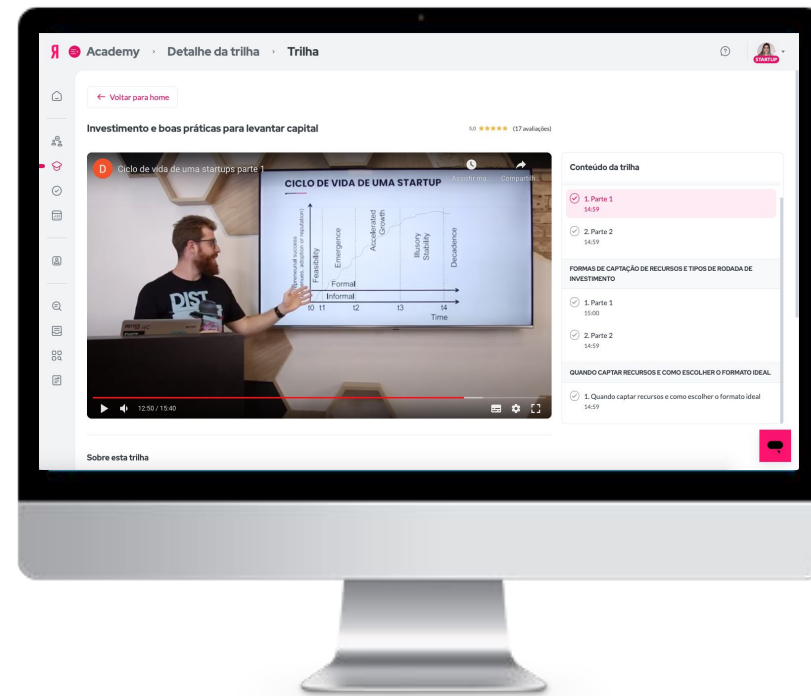 Я Academy › Detalhe da trilha › Trilha
STARTUP
← Voltar para home
Investimento e boas práticas para levantar capital
5,0 ★★★★★ (17 avaliações)
D Ciclo de vida de uma startups parte 1
Assistir ma... Compartilh...
CICLO DE VIDA DE UMA STARTUP
Feasibility
Emergence
Accelerated
Growth
Illusory
Stability
Decadence
Formal
Informal
t0 t1 t2 t3 t4
Time
DIST
12:50 / 15:40
Conteúdo da trilha
1. Parte 1
14:59
2. Parte 2
14:59
FORMAS DE CAPTAÇÃO DE RECURSOS E TIPOS DE RODADA DE
INVESTIMENTO
1. Parte 1
15:00
2. Parte 2
14:59
QUANDO CAPTAR RECURSOS E COMO ESCOLHER O FORMATO IDEAL
1. Quando captar recursos e como escolher o formato ideal
14:59
Sobre esta trilha